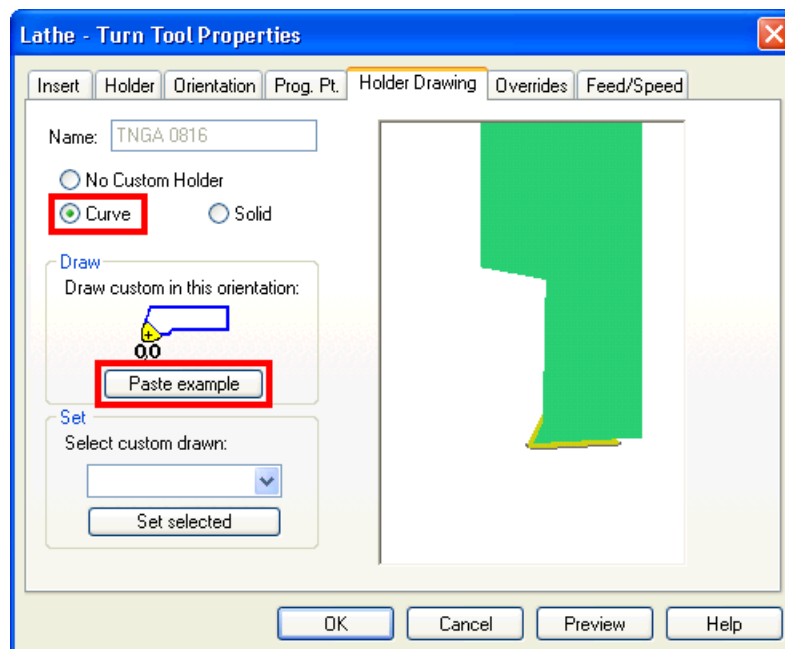 Lathe - Turn Tool Properties
Insert Holder Orientation Prog. Pt. Holder Drawing Overrides Feed/Speed
Name: TNGA 0816
No Custom Holder
Curve Solid
Draw
Draw custom in this orientation:
0,0
Paste example
Set
Select custom drawn:
Set selected
OK Cancel Preview Help